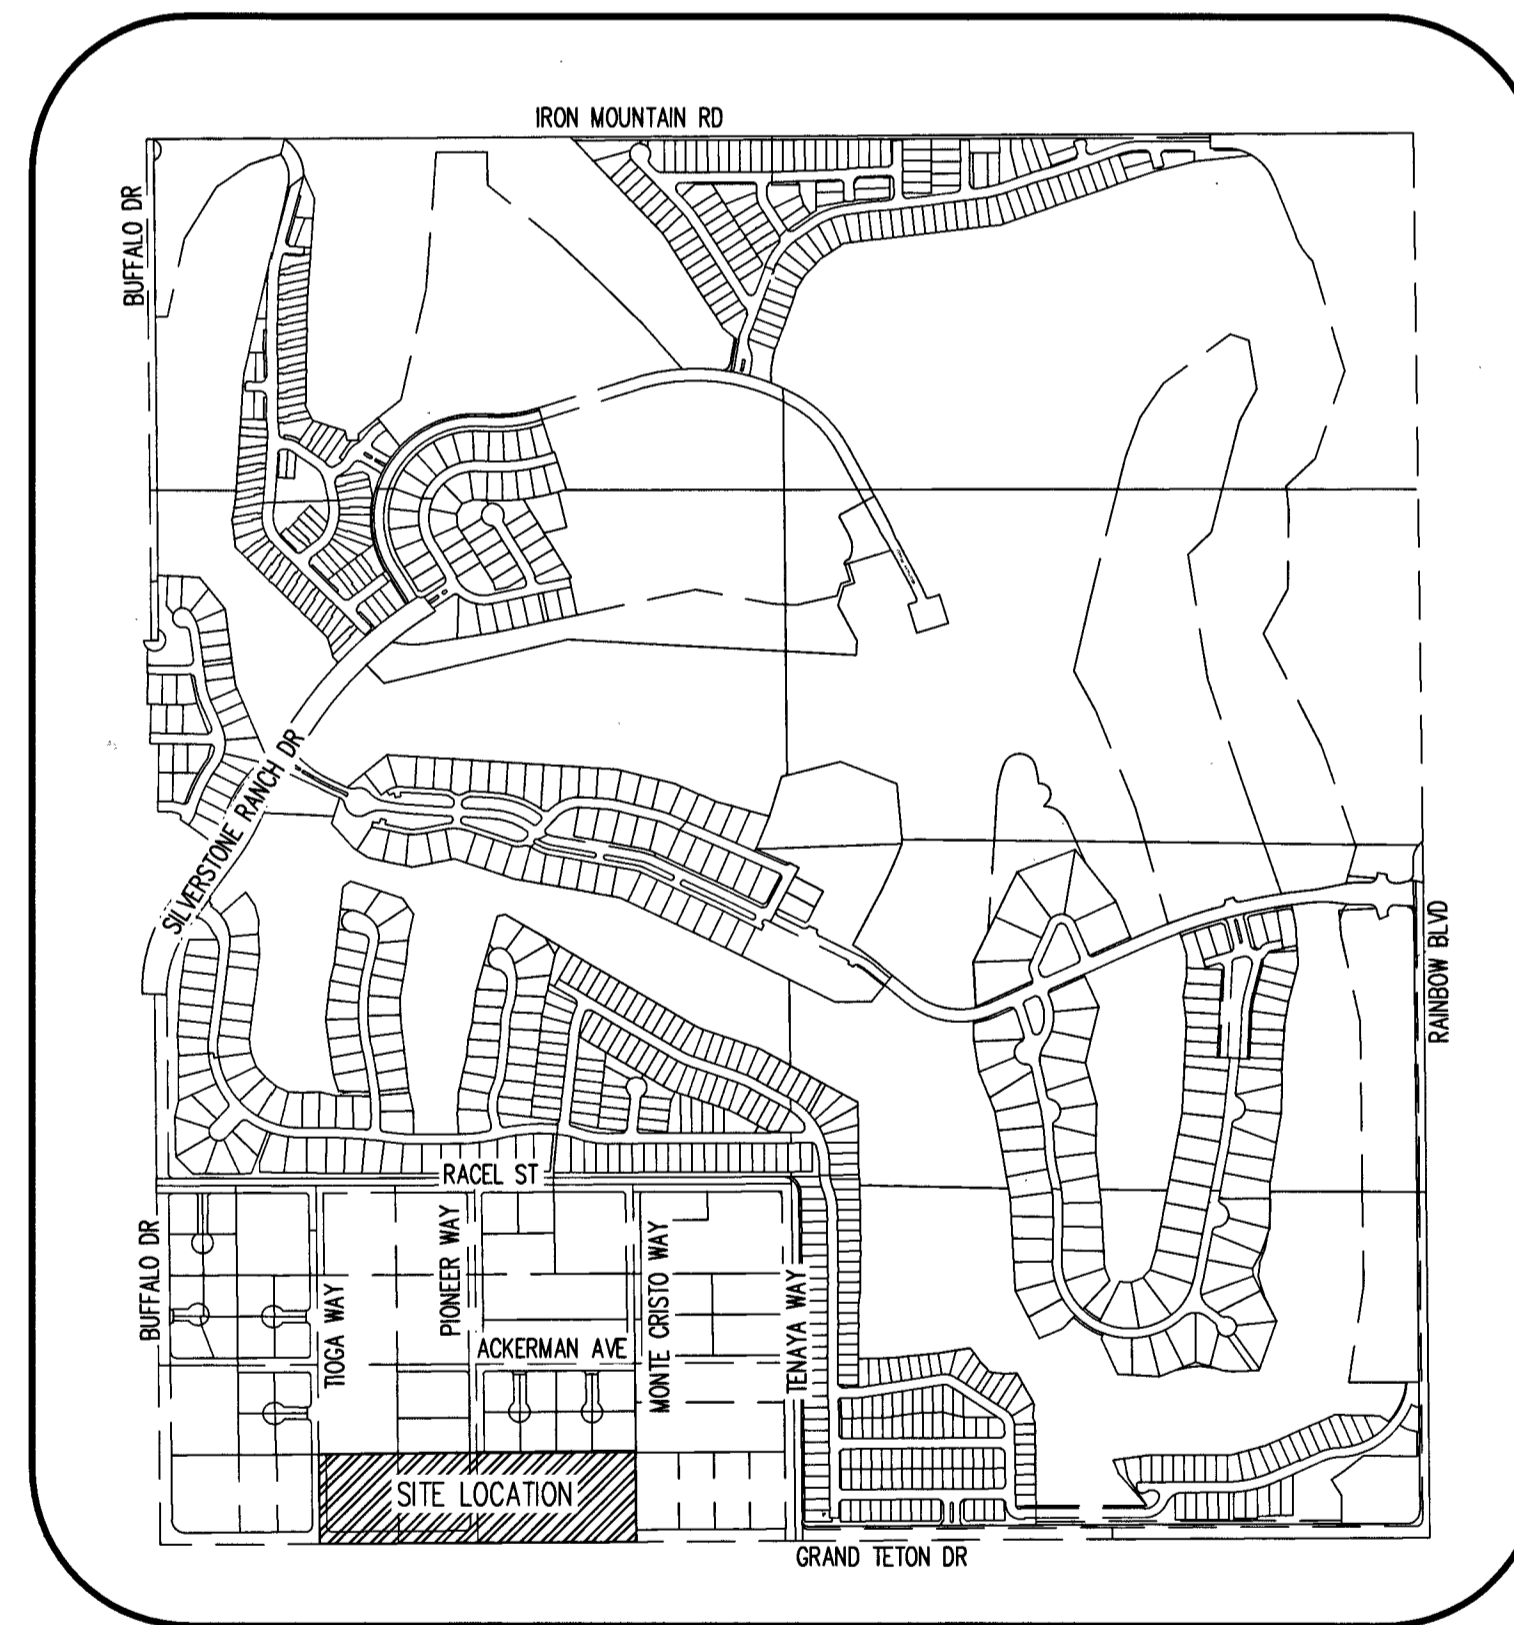 IRON MOUNTAIN RD
BUFFALO DR
SILVERSTONE RANCH DR
RAINBOW BLVD
RACEL ST
BUFFALO DR
TIOGA WAY
PIONEER WAY
ACKERMAN AVE
MONTE CRISTO WAY
TENAYA WAY
SITE LOCATION
GRAND TETON DR